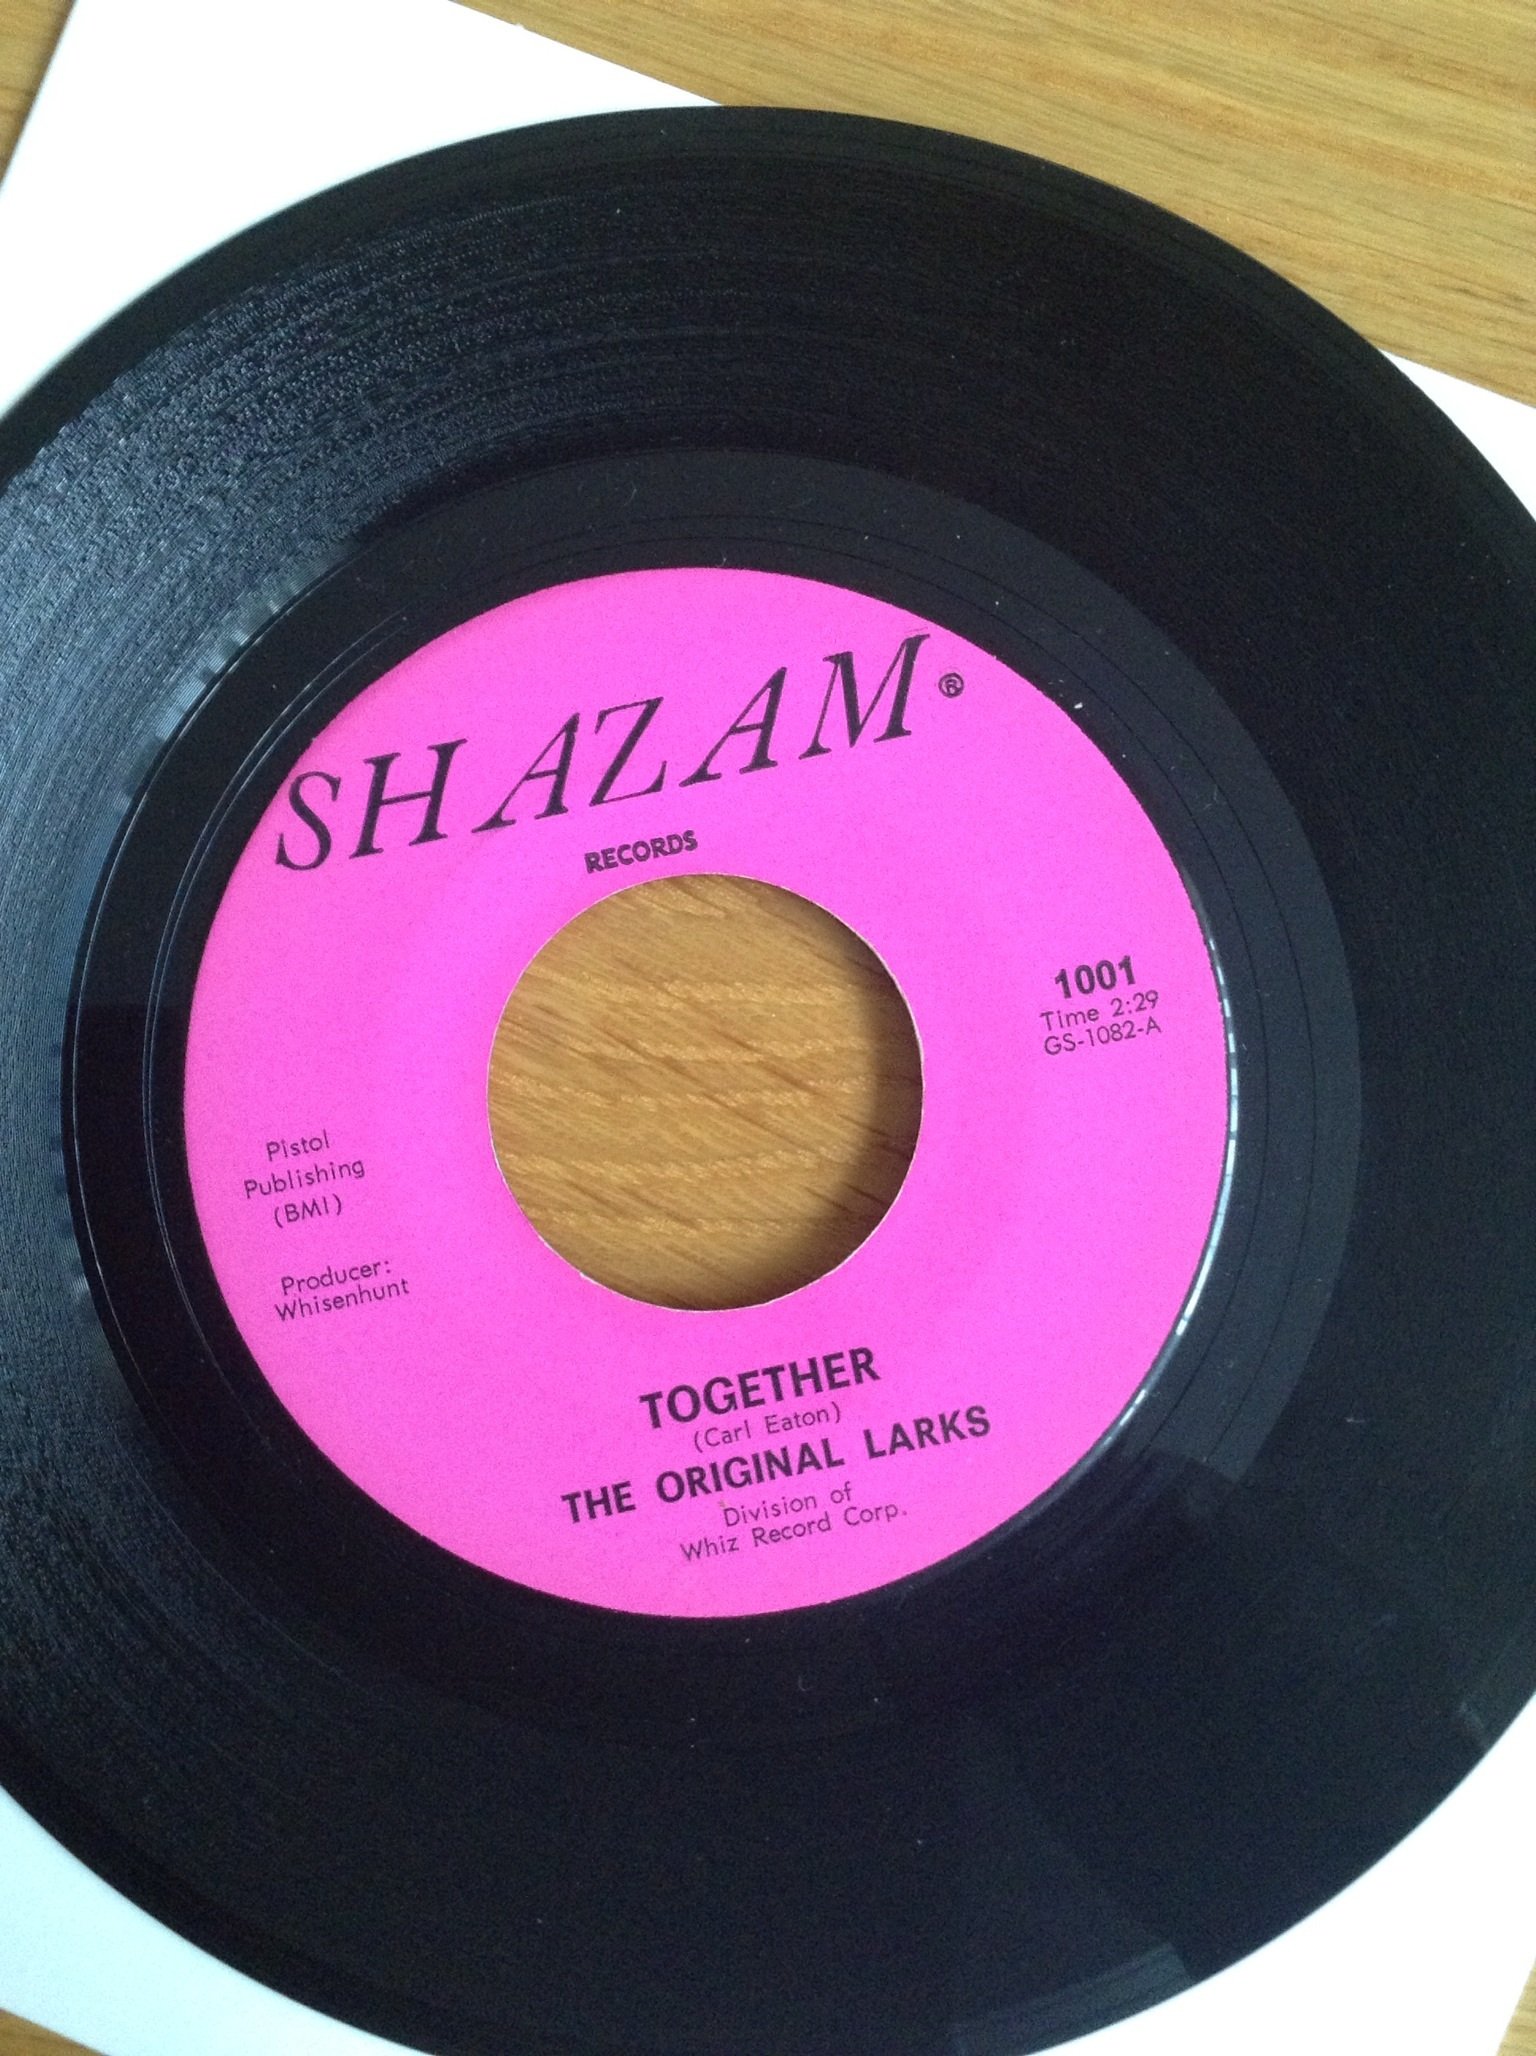 SHAZAM®
RECORDS
1001
Time 2:29
GS-1082-A
Pistol
Publishing
(BMI)
Producer:
Whisenhunt
TOGETHER
(Carl Eaton)
THE ORIGINAL LARKS
Division of
Whiz Record Corp.